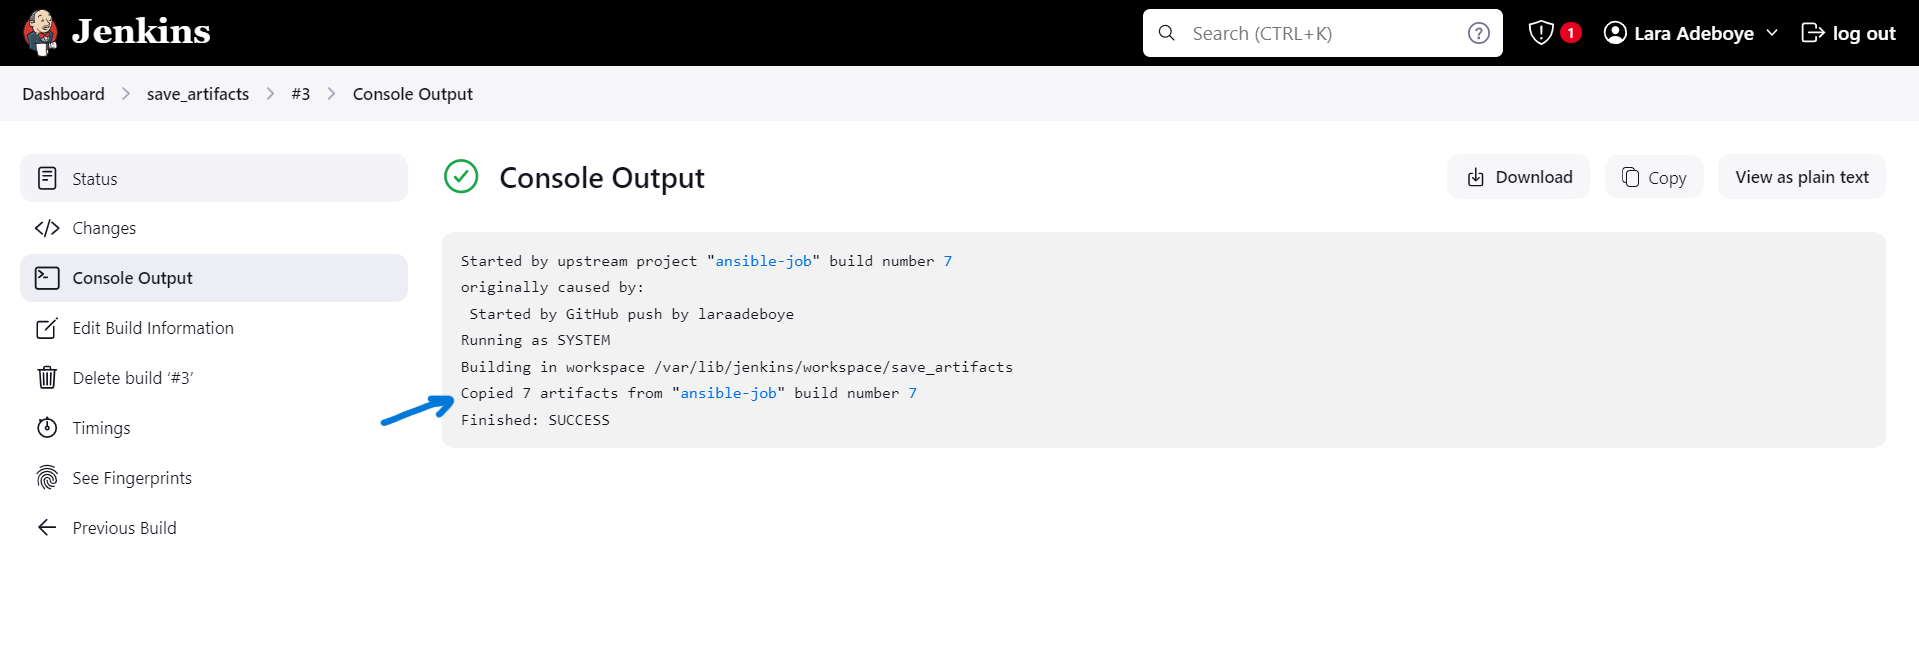 Jenkins
Search (CTRL+K)
?
1
Lara Adeboye
log out
Dashboard > save_artifacts > #3 > Console Output
Status
Changes
Console Output
Edit Build Information
Delete build ‘#3’
Timings
See Fingerprints
Previous Build
Console Output
Download
Copy
View as plain text
Started by upstream project "ansible-job" build number 7
originally caused by:
Started by GitHub push by laraadeboye
Running as SYSTEM
Building in workspace /var/lib/jenkins/workspace/save_artifacts
Copied 7 artifacts from "ansible-job" build number 7
Finished: SUCCESS